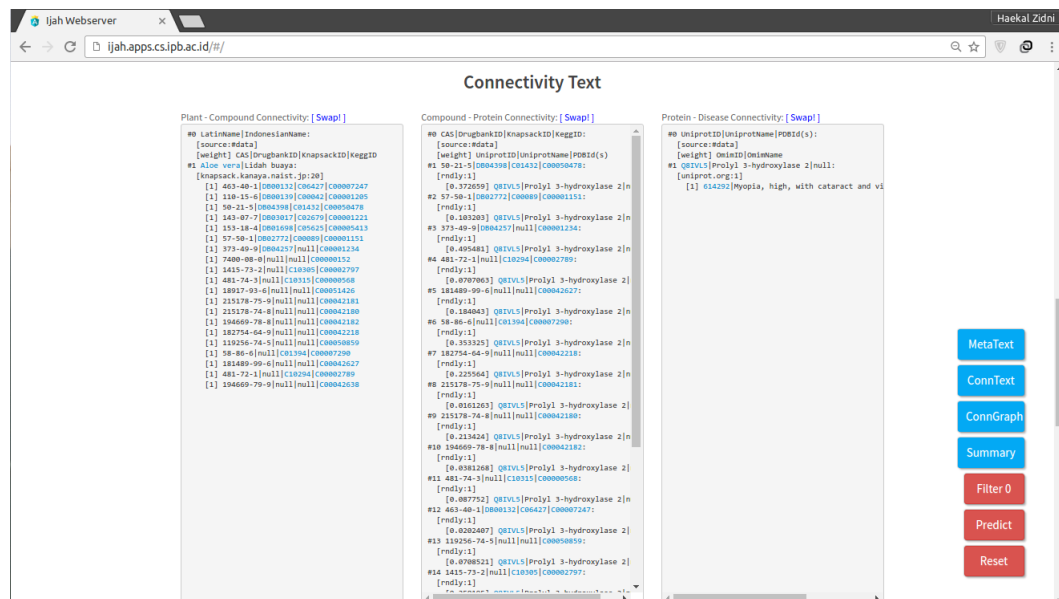 Ijah Webserver
Haekal Zidni
ijah.apps.cs.ipb.ac.id/#/
Connectivity Text
Plant - Compound Connectivity: [ Swap! ]
#0 LatinName|IndonesianName:
[source:#data]
[weight] CAS|DrugbankID|KnapsackID|KeggID
#1 Aloe vera|Lidah buaya:
[knapsack.kanaya.naist.jp:20]
[1] 463-40-1|DB00132|C06427|C00007247
[1] 110-15-6|DB00139|C00042|C00001205
[1] 50-21-5|DB04398|C01432|C00050478
[1] 143-07-7|DB03017|C02679|C00001221
[1] 153-18-4|DB01698|C05625|C00005413
[1] 57-50-1|DB02772|C00089|C00001151
[1] 373-49-9|DB04257|null|C00001234
[1] 7400-08-0|null|null|C00000152
[1] 1415-73-2|null|C10305|C00002797
[1] 481-74-3|null|C10315|C00000568
[1] 18917-93-6|null|null|C00051426
[1] 215178-75-9|null|null|C00042181
[1] 215178-74-8|null|null|C00042180
[1] 194669-78-8|null|null|C00042182
[1] 182754-64-9|null|null|C00042218
[1] 119256-74-5|null|null|C00050859
[1] 58-86-6|null|C01394|C00007290
[1] 181489-99-6|null|null|C00042627
[1] 481-72-1|null|C10294|C00002789
[1] 194669-79-9|null|null|C00042638
Compound - Protein Connectivity: [ Swap! ]
#0 CAS|DrugbankID|KnapsackID|KeggID:
[source:#data]
[weight] UniprotID|UniprotName|PDBId(s)
#1 50-21-5|DB04398|C01432|C00050478:
[rndly:1]
[0.372659] Q8IVL5|Prolyl 3-hydroxylase 2|n
#2 57-50-1|DB02772|C00089|C00001151:
[rndly:1]
[0.103203] Q8IVL5|Prolyl 3-hydroxylase 2|n
#3 373-49-9|DB04257|null|C00001234:
[rndly:1]
[0.495481] Q8IVL5|Prolyl 3-hydroxylase 2|n
#4 481-72-1|null|C10294|C00002789:
[rndly:1]
[0.0707063] Q8IVL5|Prolyl 3-hydroxylase 2|
#5 181489-99-6|null|null|C00042627:
[rndly:1]
[0.184043] Q8IVL5|Prolyl 3-hydroxylase 2|n
#6 58-86-6|null|C01394|C00007290:
[rndly:1]
[0.353325] Q8IVL5|Prolyl 3-hydroxylase 2|n
#7 182754-64-9|null|null|C00042218:
[rndly:1]
[0.225564] Q8IVL5|Prolyl 3-hydroxylase 2|n
#8 215178-75-9|null|null|C00042181:
[rndly:1]
[0.0161263] Q8IVL5|Prolyl 3-hydroxylase 2|
#9 215178-74-8|null|null|C00042180:
[rndly:1]
[0.213424] Q8IVL5|Prolyl 3-hydroxylase 2|n
#10 194669-78-8|null|null|C00042182:
[rndly:1]
[0.0381268] Q8IVL5|Prolyl 3-hydroxylase 2|
#11 481-74-3|null|C10315|C00000568:
[rndly:1]
[0.087752] Q8IVL5|Prolyl 3-hydroxylase 2|n
#12 463-40-1|DB00132|C06427|C00007247:
[rndly:1]
[0.0202407] Q8IVL5|Prolyl 3-hydroxylase 2|
#13 119256-74-5|null|null|C00050859:
[rndly:1]
[0.0708521] Q8IVL5|Prolyl 3-hydroxylase 2|
#14 1415-73-2|null|C10305|C00002797:
[rndly:1]
Protein - Disease Connectivity: [ Swap! ]
#0 UniprotID|UniprotName|PDBId(s):
[source:#data]
[weight] OmimID|OmimName
#1 Q8IVL5|Prolyl 3-hydroxylase 2|null:
[uniprot.org:1]
[1] 614292|Myopia, high, with cataract and vi
MetaText
ConnText
ConnGraph
Summary
Filter 0
Predict
Reset